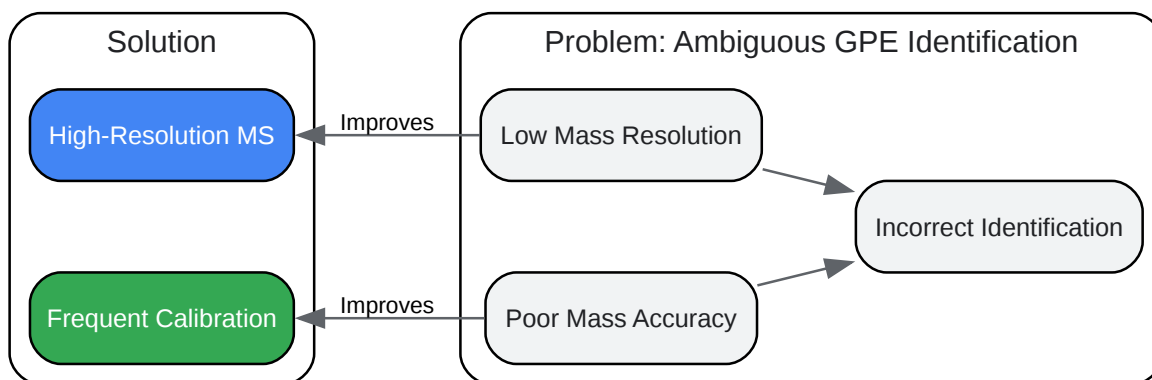 Solution
Problem: Ambiguous GPE Identification
High-Resolution MS
Improves
Low Mass Resolution
Incorrect Identification
Frequent Calibration
Improves
Poor Mass Accuracy